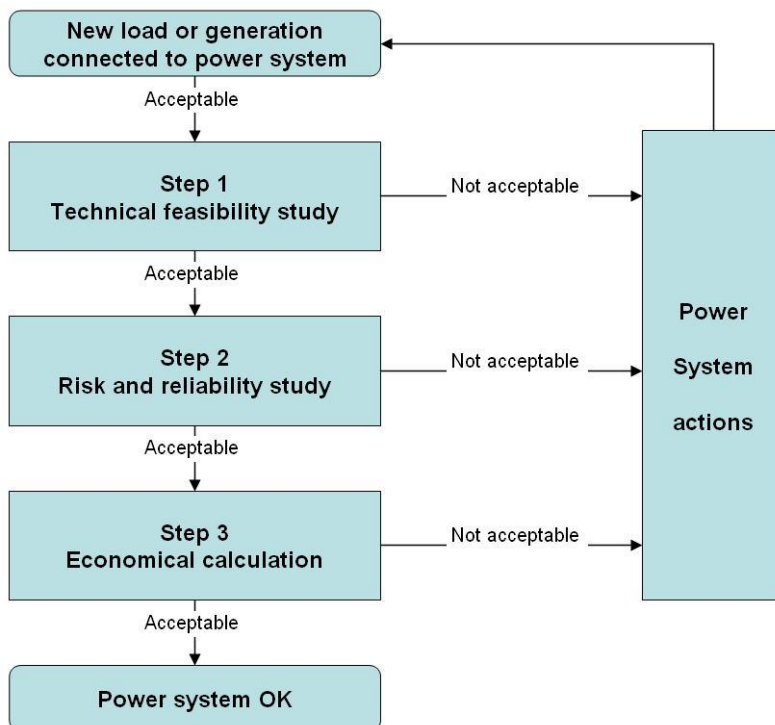 New load or generation
connected to power system
Acceptable
Step 1
Technical feasibility study
Not acceptable
Acceptable
Step 2
Risk and reliability study
Not acceptable
Acceptable
Step 3
Economical calculation
Not acceptable
Acceptable
Power system OK
Power
System
actions